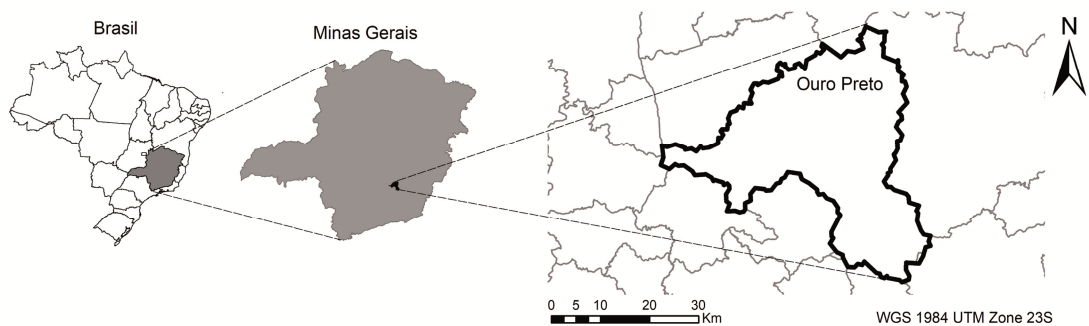 Brasil
Minas Gerais
Ouro Preto
N
0 5 10 20 30
Km
WGS 1984 UTM Zone 23S